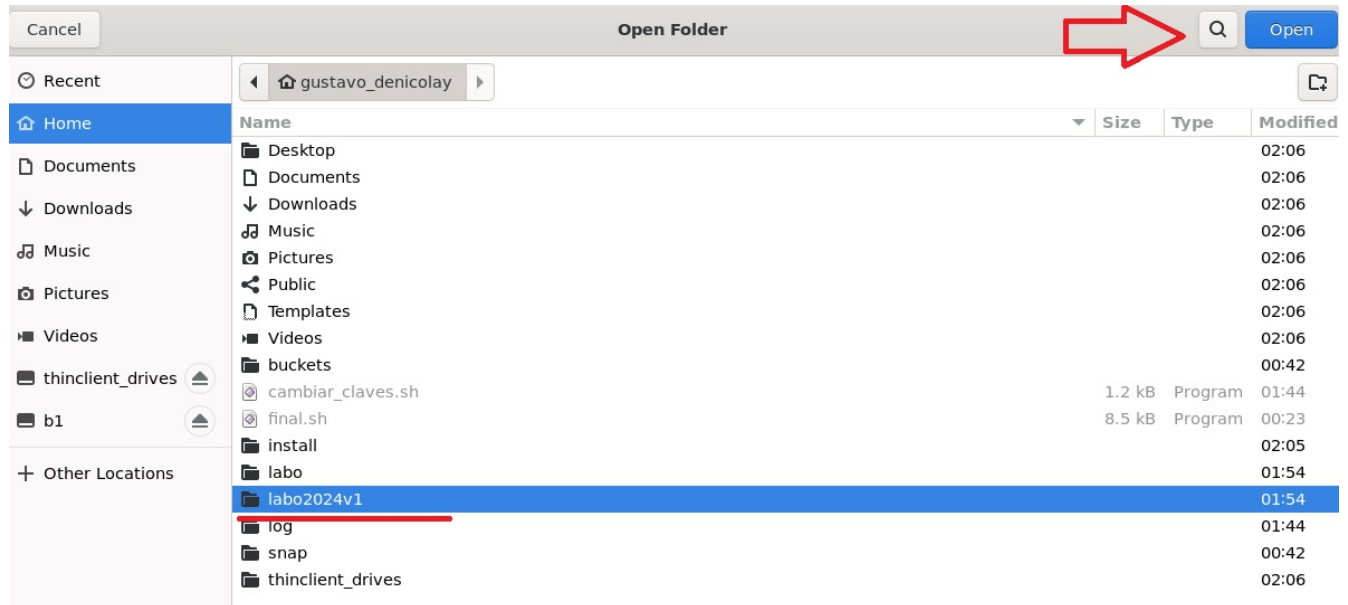 Cancel Open Folder Open
Recent
Home
Documents
Downloads
Music
Pictures
Videos
thinclient_drives
b1
Other Locations
gustavo_denicolay
Name Size Type Modified
Desktop 02:06
Documents 02:06
Downloads 02:06
Music 02:06
Pictures 02:06
Public 02:06
Templates 02:06
Videos 02:06
buckets 00:42
cambiar_claves.sh 1.2 kB Program 01:44
final.sh 8.5 kB Program 00:23
install 02:05
labo 01:54
labo2024v1 01:54
log 01:44
snap 00:42
thinclient_drives 02:06